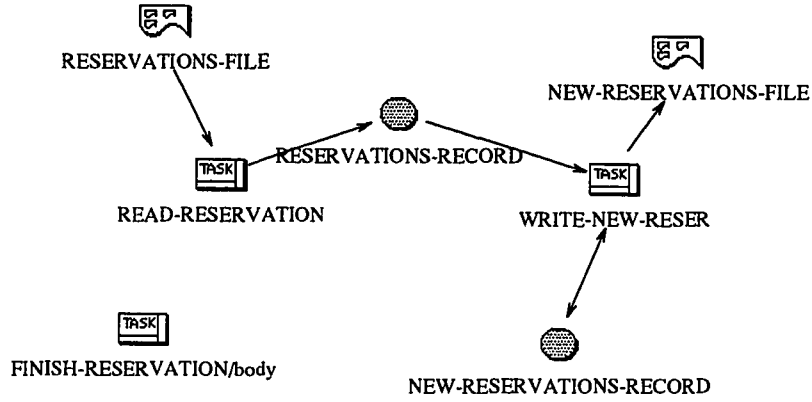 RESERVATIONS-FILE
NEW-RESERVATIONS-FILE
RESERVATIONS-RECORD
TASK
TASK
READ-RESERVATION
WRITE-NEW-RESER
TASK
FINISH-RESERVATION/body
NEW-RESERVATIONS-RECORD